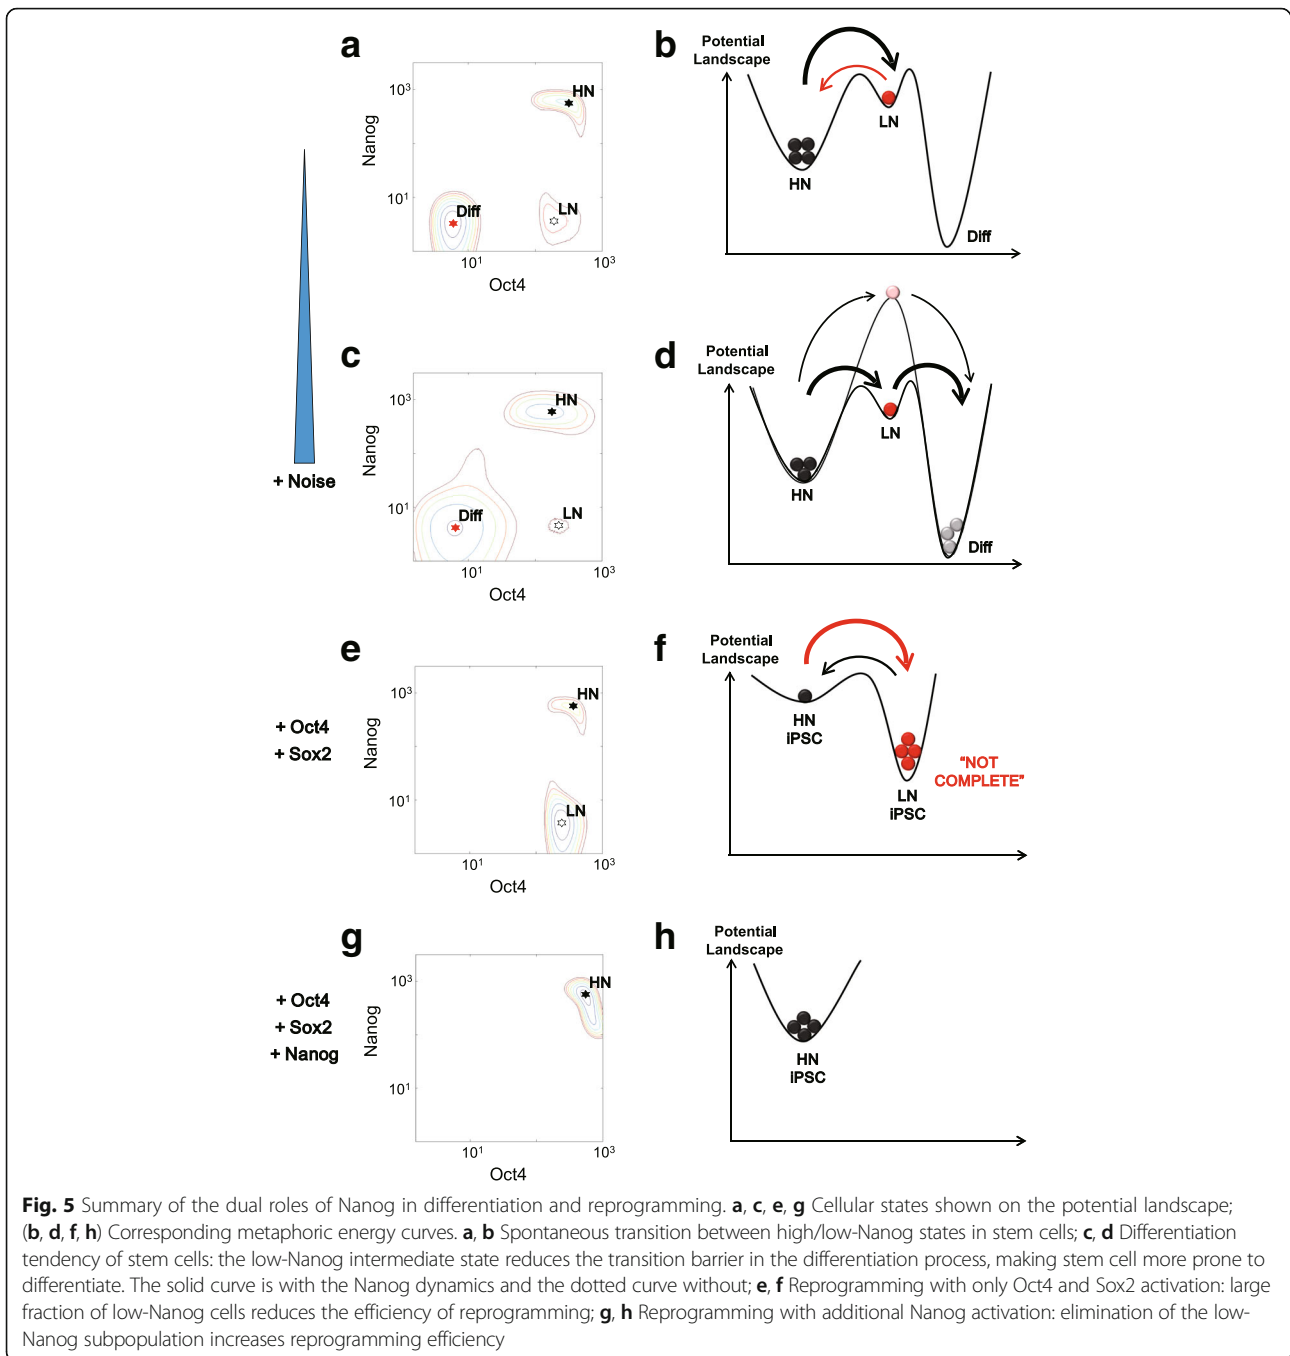 a
Nanog
10³
10¹
HN
Diff
LN
10¹
10³
Oct4
b
Potential
Landscape
HN
LN
Diff
+ Noise
c
Nanog
10³
10¹
HN
Diff
LN
10¹
10³
Oct4
d
Potential
Landscape
HN
LN
Diff
+ Oct4
+ Sox2
e
Nanog
10³
10¹
HN
LN
10¹
10³
Oct4
f
Potential
Landscape
HN
iPSC
LN
iPSC
"NOT
COMPLETE"
+ Oct4
+ Sox2
+ Nanog
g
Nanog
10³
10¹
HN
10¹
10³
Oct4
h
Potential
Landscape
HN
iPSC
Fig. 5 Summary of the dual roles of Nanog in differentiation and reprogramming. a, c, e, g Cellular states shown on the potential landscape;
(b, d, f, h) Corresponding metaphoric energy curves. a, b Spontaneous transition between high/low-Nanog states in stem cells; c, d Differentiation
tendency of stem cells: the low-Nanog intermediate state reduces the transition barrier in the differentiation process, making stem cell more prone to
differentiate. The solid curve is with the Nanog dynamics and the dotted curve without; e, f Reprogramming with only Oct4 and Sox2 activation: large
fraction of low-Nanog cells reduces the efficiency of reprogramming; g, h Reprogramming with additional Nanog activation: elimination of the low-
Nanog subpopulation increases reprogramming efficiency